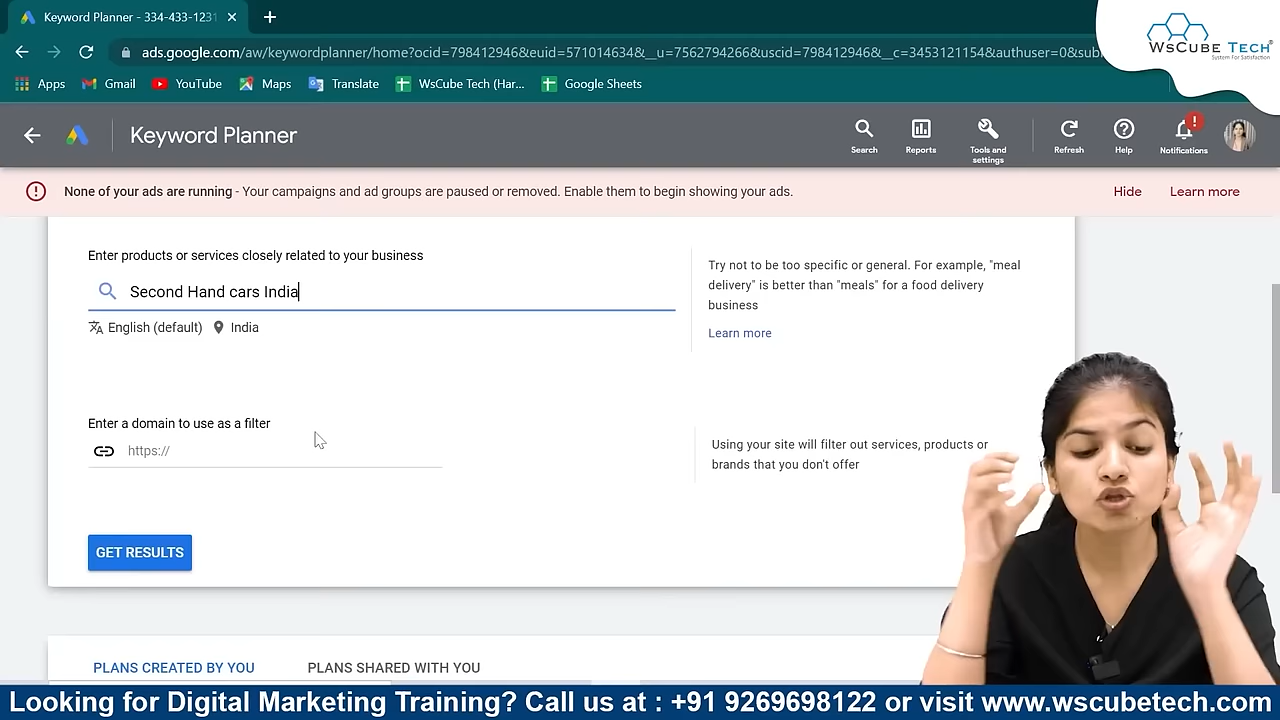 Keyword Planner - 334-433-1231
WsCUBE TECH®
System For Satisfaction
ads.google.com/aw/keywordplanner/home?ocid=798412946&euid=571014634&__u=7562794266&uscid=798412946&__c=3453121154&authuser=0&sub
Apps
Gmail
YouTube
Maps
Translate
WsCube Tech (Har...
Google Sheets
Keyword Planner
Search
Reports
Tools and
settings
Refresh
Help
Notifications
None of your ads are running - Your campaigns and ad groups are paused or removed. Enable them to begin showing your ads.
Hide
Learn more
Enter products or services closely related to your business
Second Hand cars India
English (default)
India
Try not to be too specific or general. For example, "meal
delivery" is better than "meals" for a food delivery
business
Learn more
Enter a domain to use as a filter
https://
Using your site will filter out services, products or
brands that you don't offer
GET RESULTS
PLANS CREATED BY YOU
PLANS SHARED WITH YOU
Looking for Digital Marketing Training? Call us at : +91 9269698122 or visit www.wscubetech.com